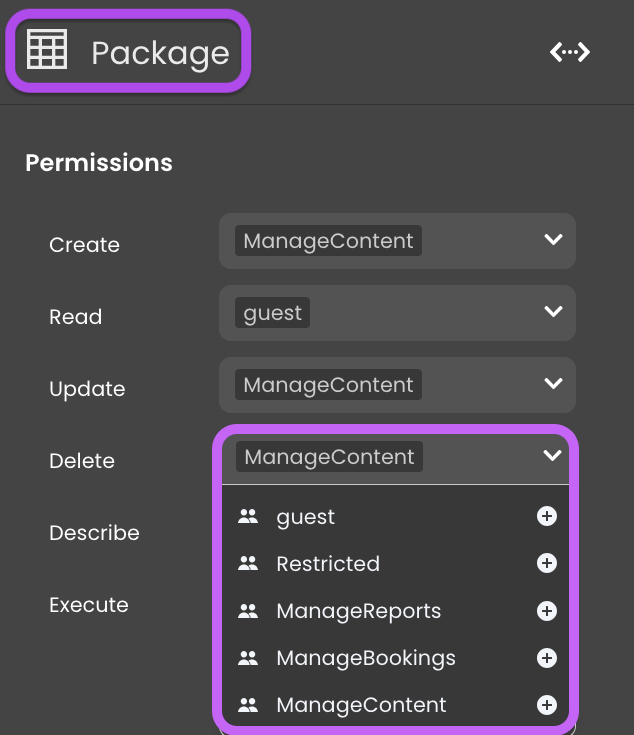 Package
Permissions
Create
ManageContent
Read
guest
Update
ManageContent
Delete
ManageContent
guest
Describe
Restricted
Execute
ManageReports
ManageBookings
ManageContent